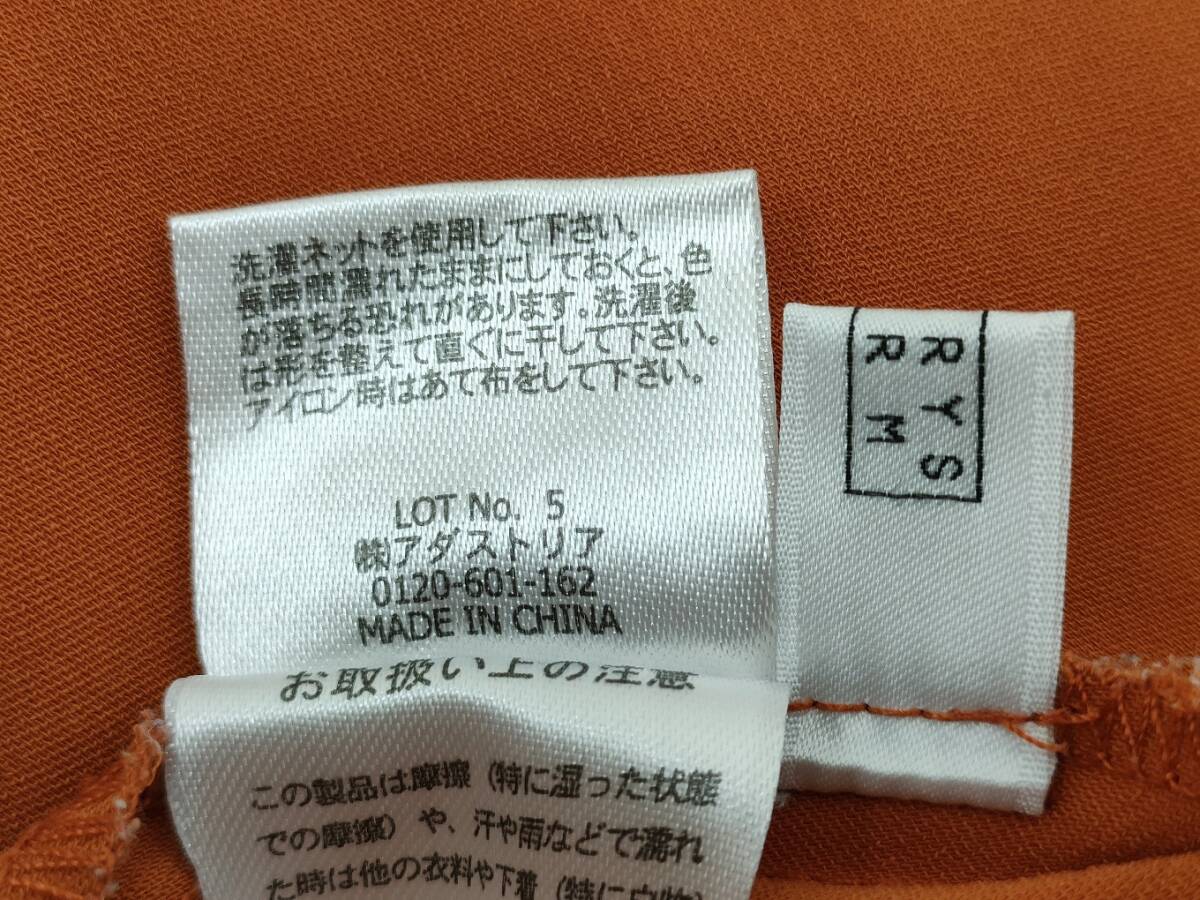 洗濯ネットを使用して下さい。
長時間濡れたままにしておくと、色
が落ちる恐れがあります。洗濯後
は形を整えて直ぐに干して下さい。
アイロン時はあて布をして下さい。
LOT No. 5
㈱アダストリア
0120-601-162
MADE IN CHINA
お取扱い上の注意
この製品は摩擦（特に湿った状態
での摩擦）や、汗や雨などで濡れ
た時は他の衣料や下着（特に白物）
RYS
RM